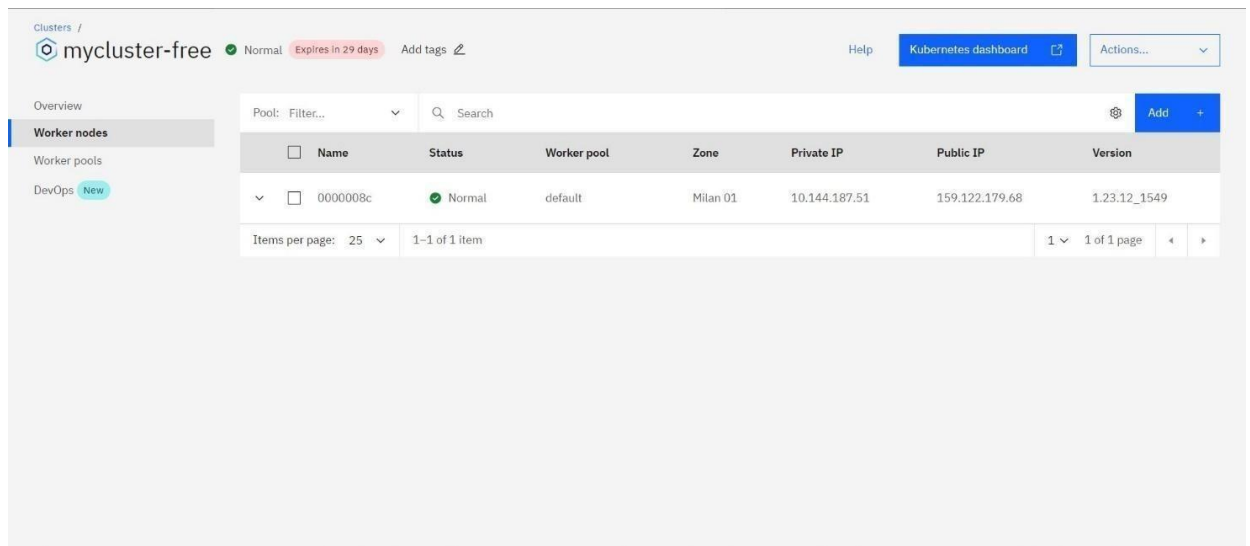 Clusters /
mycluster-free Normal Expires in 29 days Add tags Help Kubernetes dashboard Actions...
Overview
Worker nodes
Worker pools
DevOps New
Pool: Filter... Search Add +
Name Status Worker pool Zone Private IP Public IP Version
0000008c Normal default Milan 01 10.144.187.51 159.122.179.68 1.23.12_1549
Items per page: 25 1–1 of 1 item 1 1 of 1 page